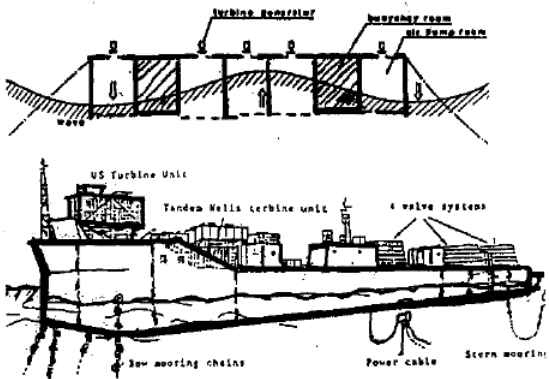 turbine generator
buoyancy room
air pump room
wave
US Turbine Unit
Tandem Wells turbine unit
4 valve systems
Bow mooring chains
Power cable
Stern mooring